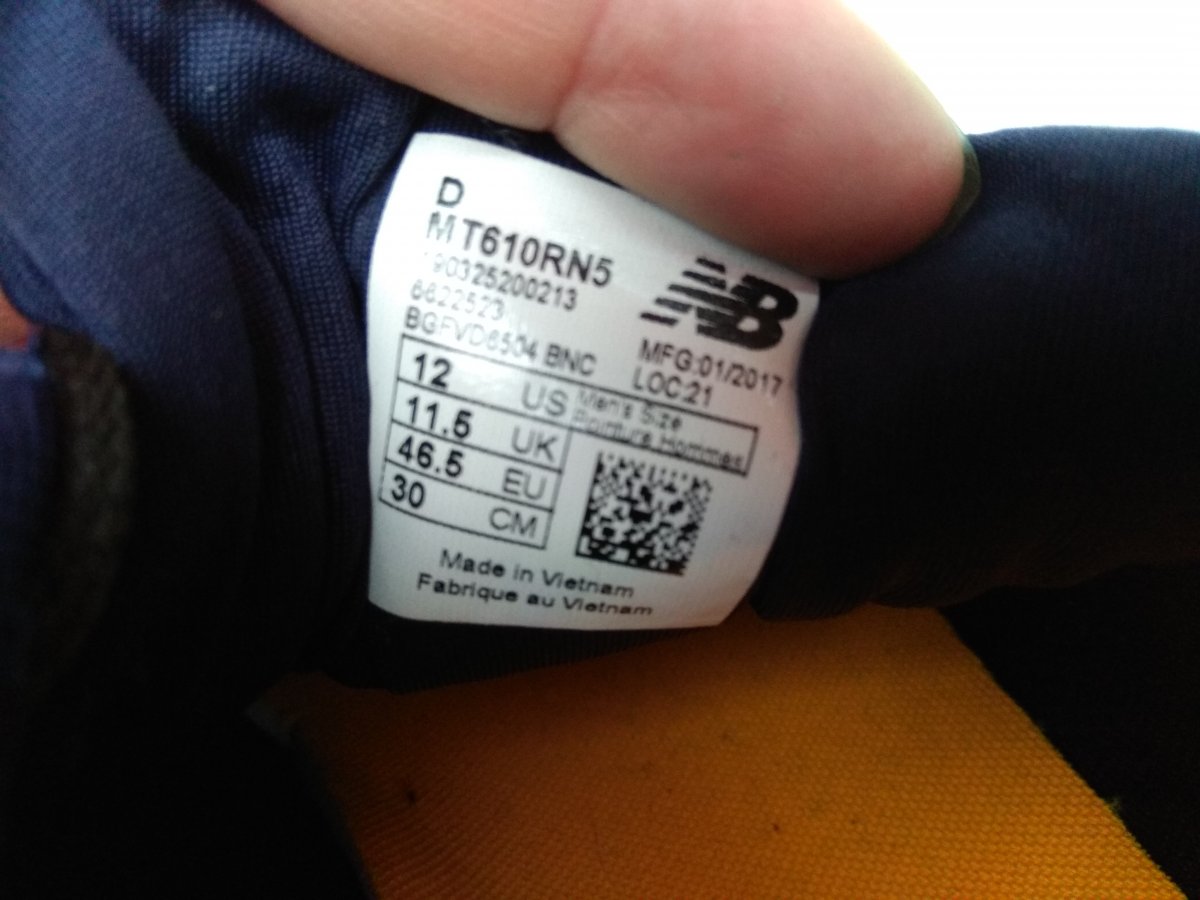 D
MT610RN5
190325200213
6622523
BGFVD6504 BNC
NB
MFG:01/2017
LOC:21
12 US Men's Size
Pointure Hommes
11.5 UK
46.5 EU
30 CM
Made in Vietnam
Fabrique au Vietnam